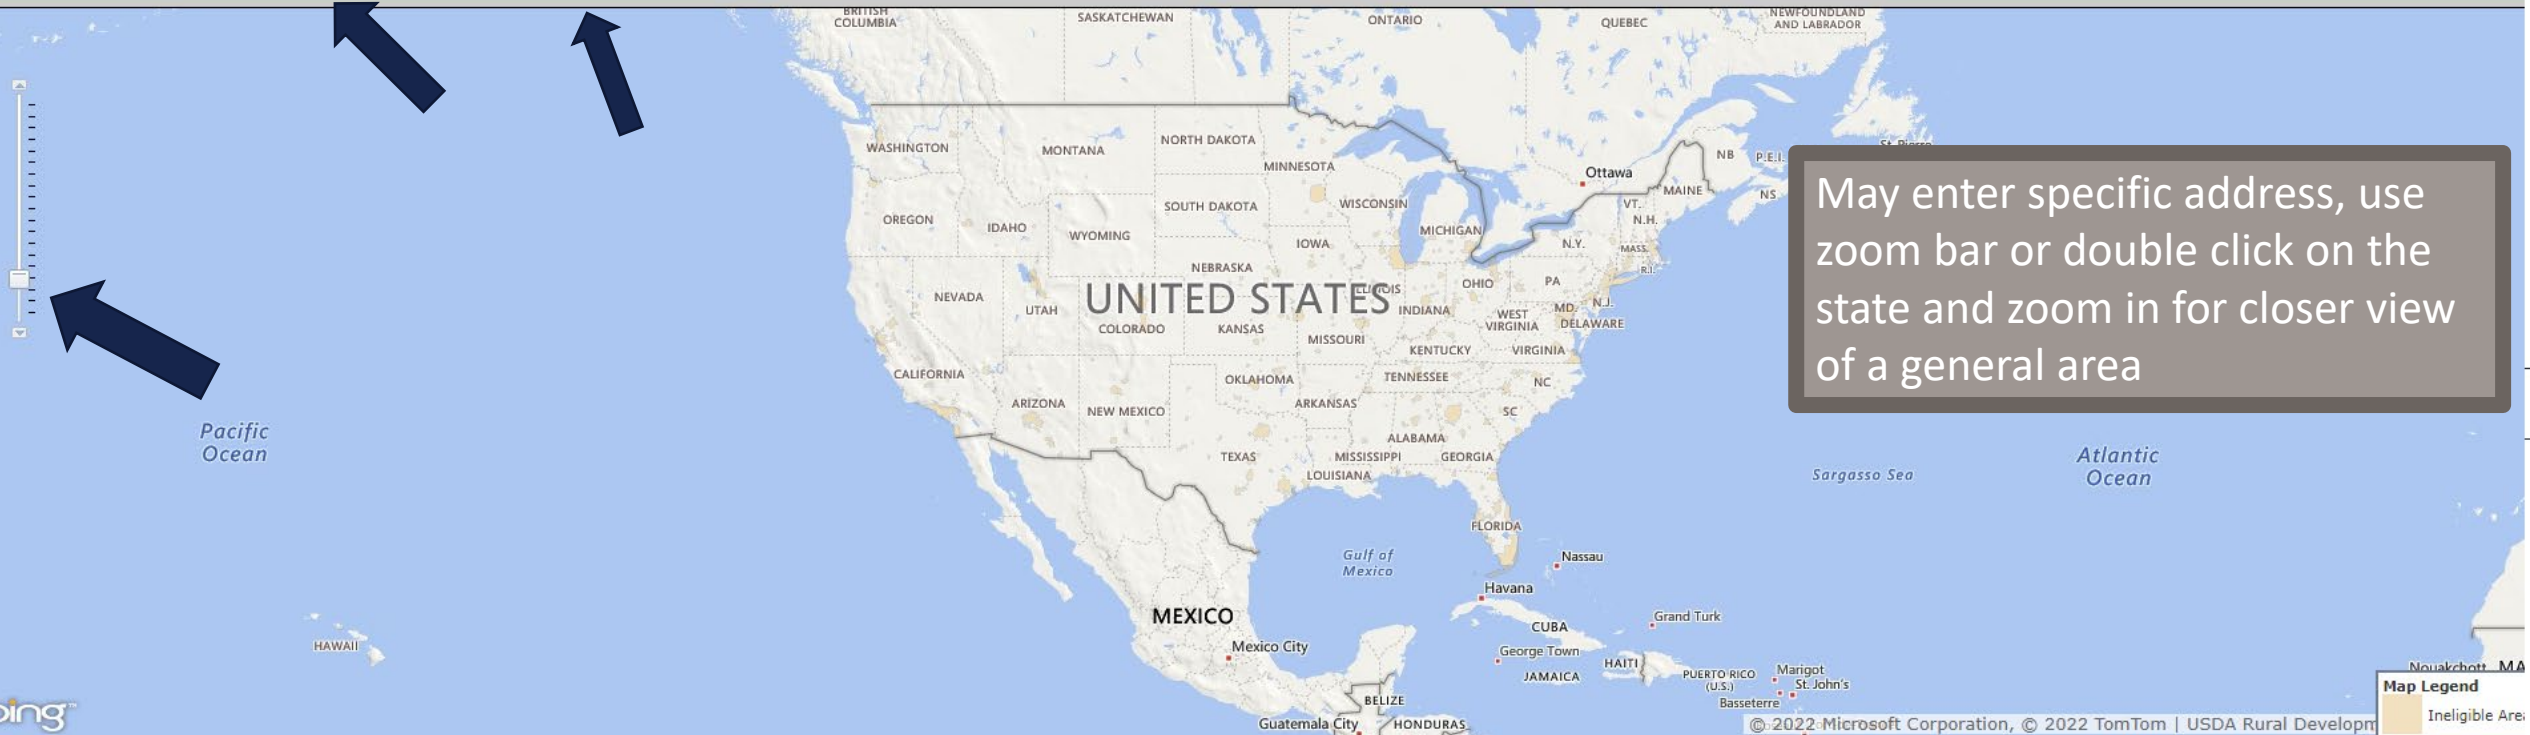 BRITISH
COLUMBIA
SASKATCHEWAN
ONTARIO
QUEBEC
NEWFOUNDLAND
AND LABRADOR
WASHINGTON
MONTANA
NORTH DAKOTA
MINNESOTA
Ottawa
NB
P.E.I.
St. Pierre
OREGON
IDAHO
WYOMING
SOUTH DAKOTA
WISCONSIN
MICHIGAN
MAINE
VT.
N.H.
NS
IOWA
N.Y.
MASS.
R.I.
NEBRASKA
NEVADA
UTAH
UNITED STATES
ILLINOIS
INDIANA
OHIO
PA
WEST
VIRGINIA
MD.
N.J.
DELAWARE
COLORADO
KANSAS
MISSOURI
KENTUCKY
VIRGINIA
CALIFORNIA
OKLAHOMA
TENNESSEE
NC
ARIZONA
NEW MEXICO
ARKANSAS
SC
ALABAMA
TEXAS
MISSISSIPPI
GEORGIA
LOUISIANA
FLORIDA
May enter specific address, use
zoom bar or double click on the
state and zoom in for closer view
of a general area
Pacific
Ocean
Sargasso Sea
Atlantic
Ocean
Gulf of
Mexico
Nassau
Havana
MEXICO
CUBA
Grand Turk
HAWAII
Mexico City
George Town
HAITI
JAMAICA
PUERTO RICO
(U.S.)
Marigot
St. John's
Basseterre
BELIZE
Guatemala City
HONDURAS
Nouakchott
MA
bing
© 2022 Microsoft Corporation, © 2022 TomTom | USDA Rural Developm
Map Legend
Ineligible Area